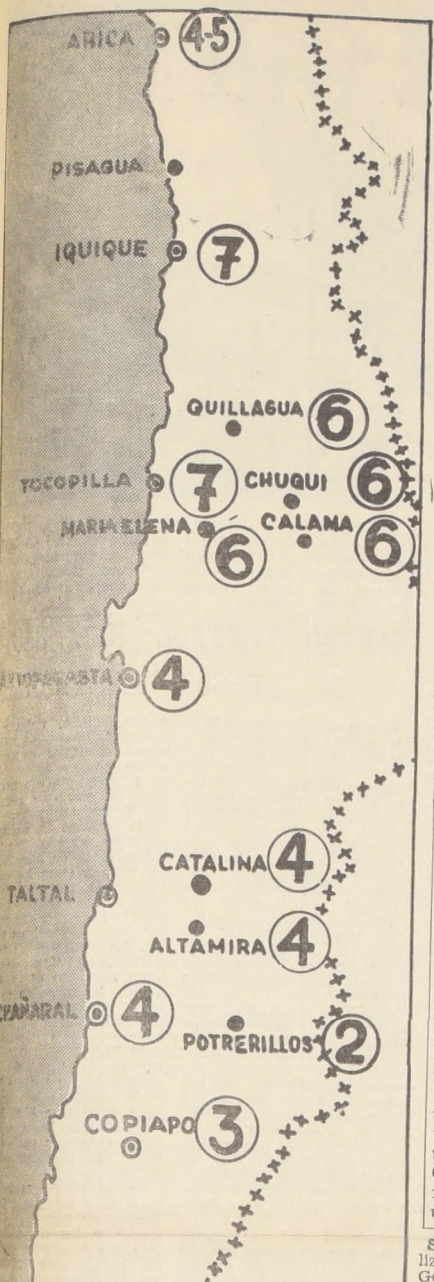 ARICA 4-5
PISAGUA
IQUIQUE 7
QUILLAGUA 6
TOCOPILLA 7 CHUQUI 6
MARIA ELENA 6 CALAMA 6
4
CATALINA 4
TALTAL
ALTAMIRA 4
CHAÑARAL 4
POTRERILLOS 2
COPIAPO 3